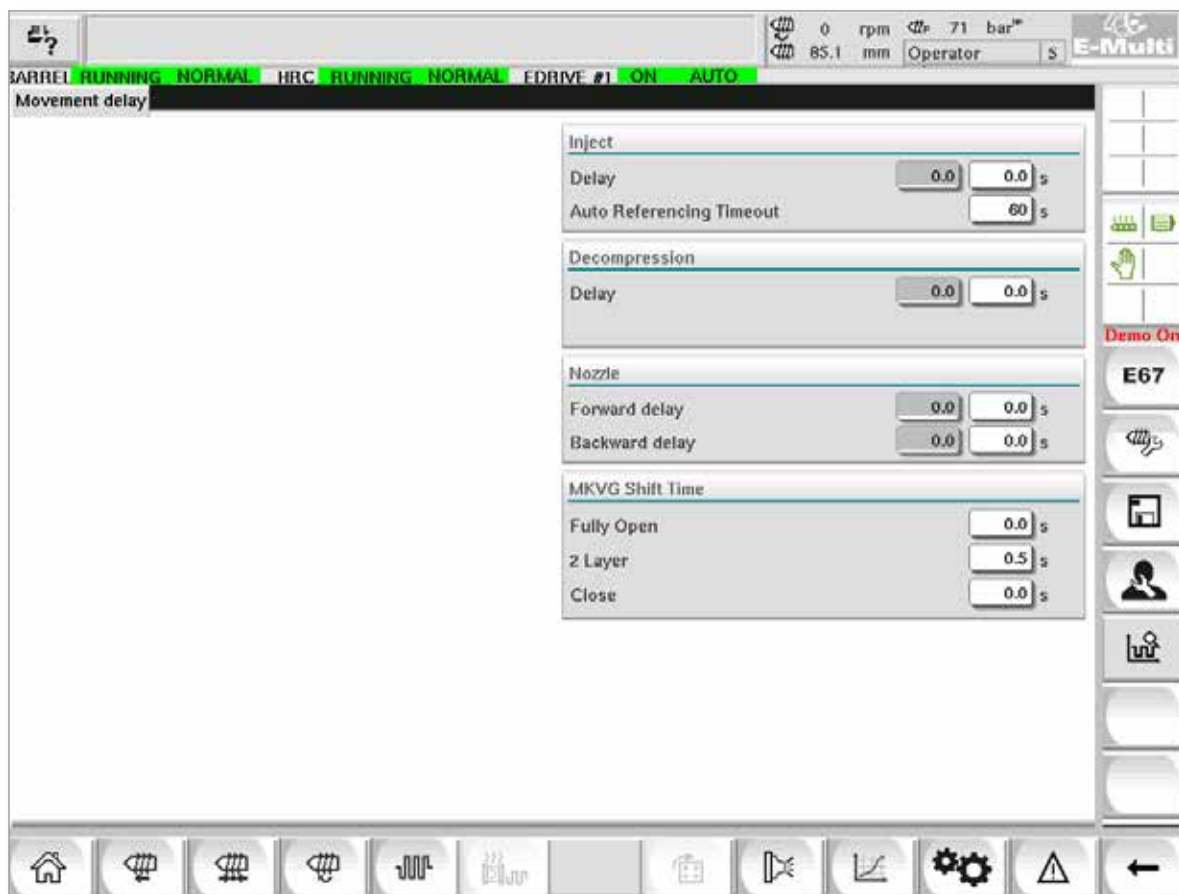 ?
0 rpm 71 bar
85.1 mm Operator S
E-Multi
BARREL RUNNING NORMAL HRC RUNNING NORMAL EDRIVE #1 ON AUTO
Movement delay
Inject
Delay 0.0 0.0 s
Auto Referencing Timeout 60 s
Decompression
Delay 0.0 0.0 s
Demo On
Nozzle
E67
Forward delay 0.0 0.0 s
Backward delay 0.0 0.0 s
MKVG Shift Time
Fully Open 0.0 s
2 Layer 0.5 s
Close 0.0 s